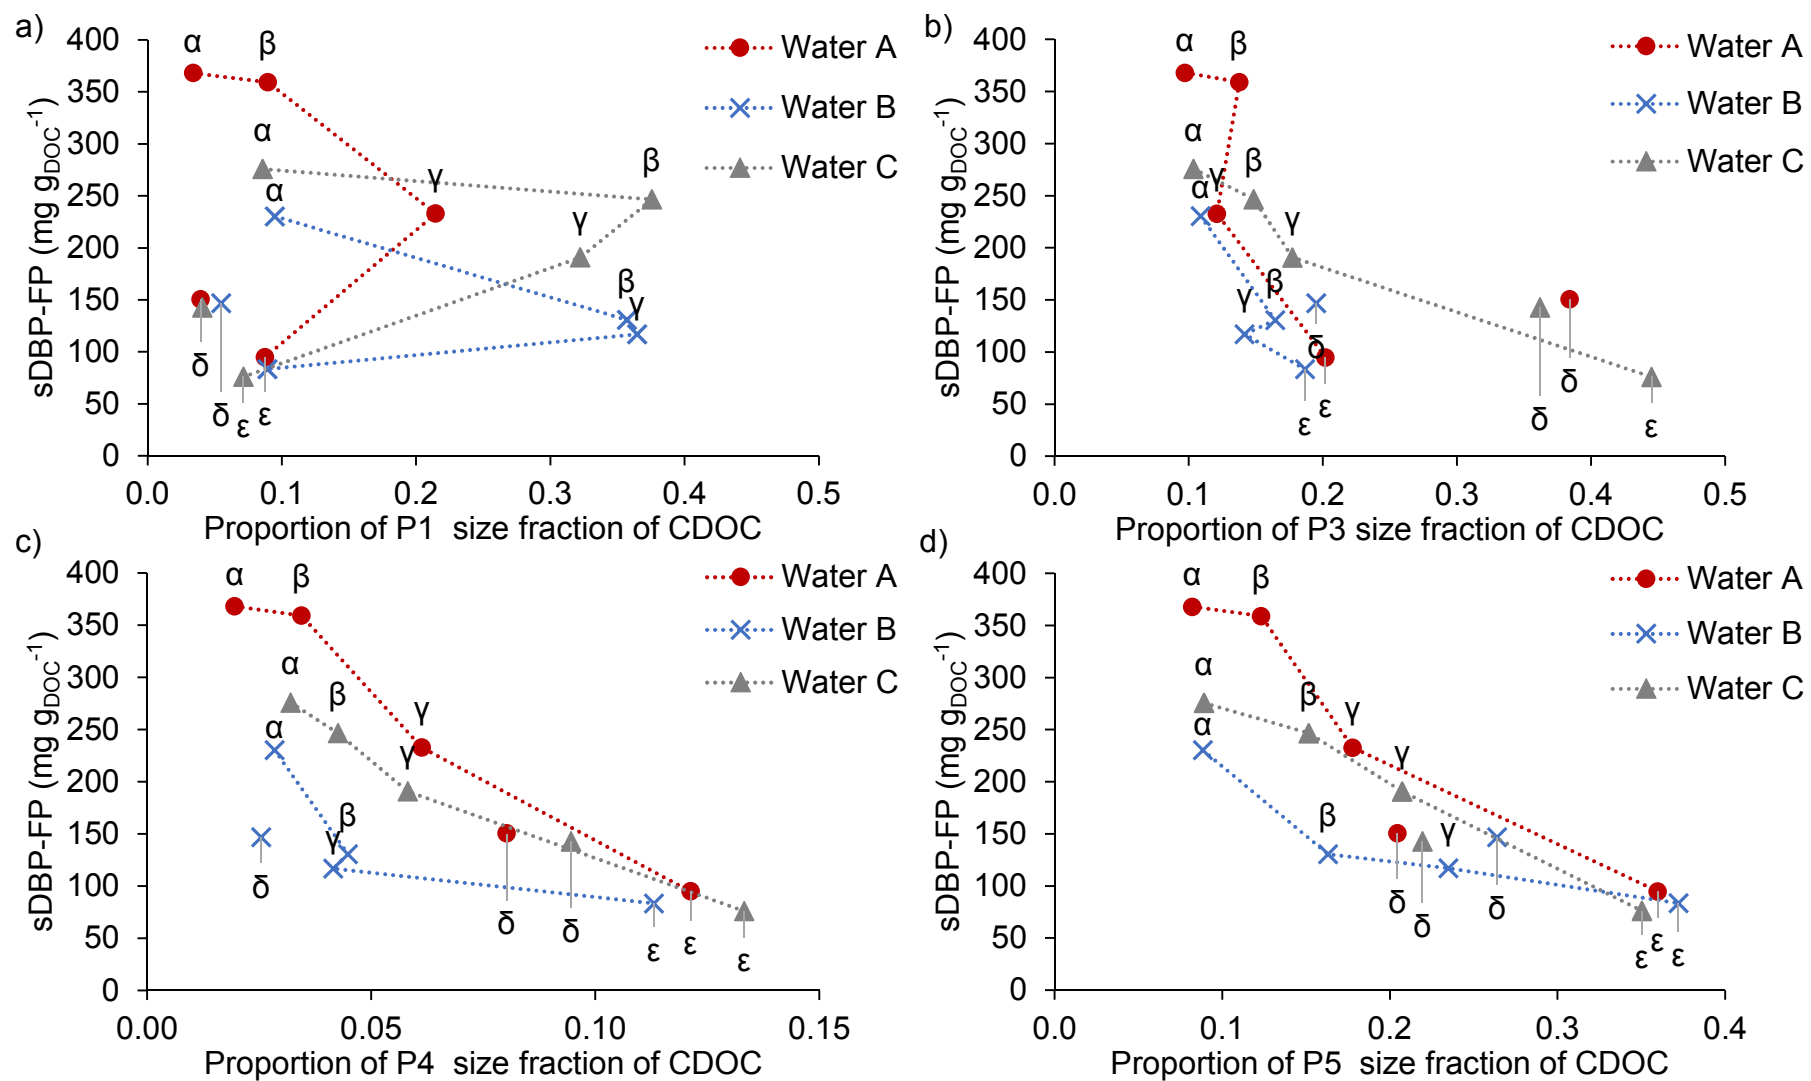 a)
400
350
300
250
200
150
100
50
0
sDBP-FP (mg g_DOC^-1)
α
β
γ
α
α
β
γ
β
γ
δ
δ
ε
ε
Water A
Water B
Water C
0.0 0.1 0.2 0.3 0.4 0.5
Proportion of P1 size fraction of CDOC
b)
400
350
300
250
200
150
100
50
0
sDBP-FP (mg g_DOC^-1)
α
β
α
γ
β
α
γ
β
γ
δ
δ
δ
ε
ε
ε
Water A
Water B
Water C
0.0 0.1 0.2 0.3 0.4 0.5
Proportion of P3 size fraction of CDOC
c)
400
350
300
250
200
150
100
50
0
sDBP-FP (mg g_DOC^-1)
α
β
α
β
γ
α
γ
β
γ
δ
δ
δ
ε
ε
ε
Water A
Water B
Water C
0.00 0.05 0.10 0.15
Proportion of P4 size fraction of CDOC
d)
400
350
300
250
200
150
100
50
0
sDBP-FP (mg g_DOC^-1)
α
β
α
β
γ
α
γ
β
γ
δ
δ
δ
ε
ε
ε
Water A
Water B
Water C
0.0 0.1 0.2 0.3 0.4
Proportion of P5 size fraction of CDOC